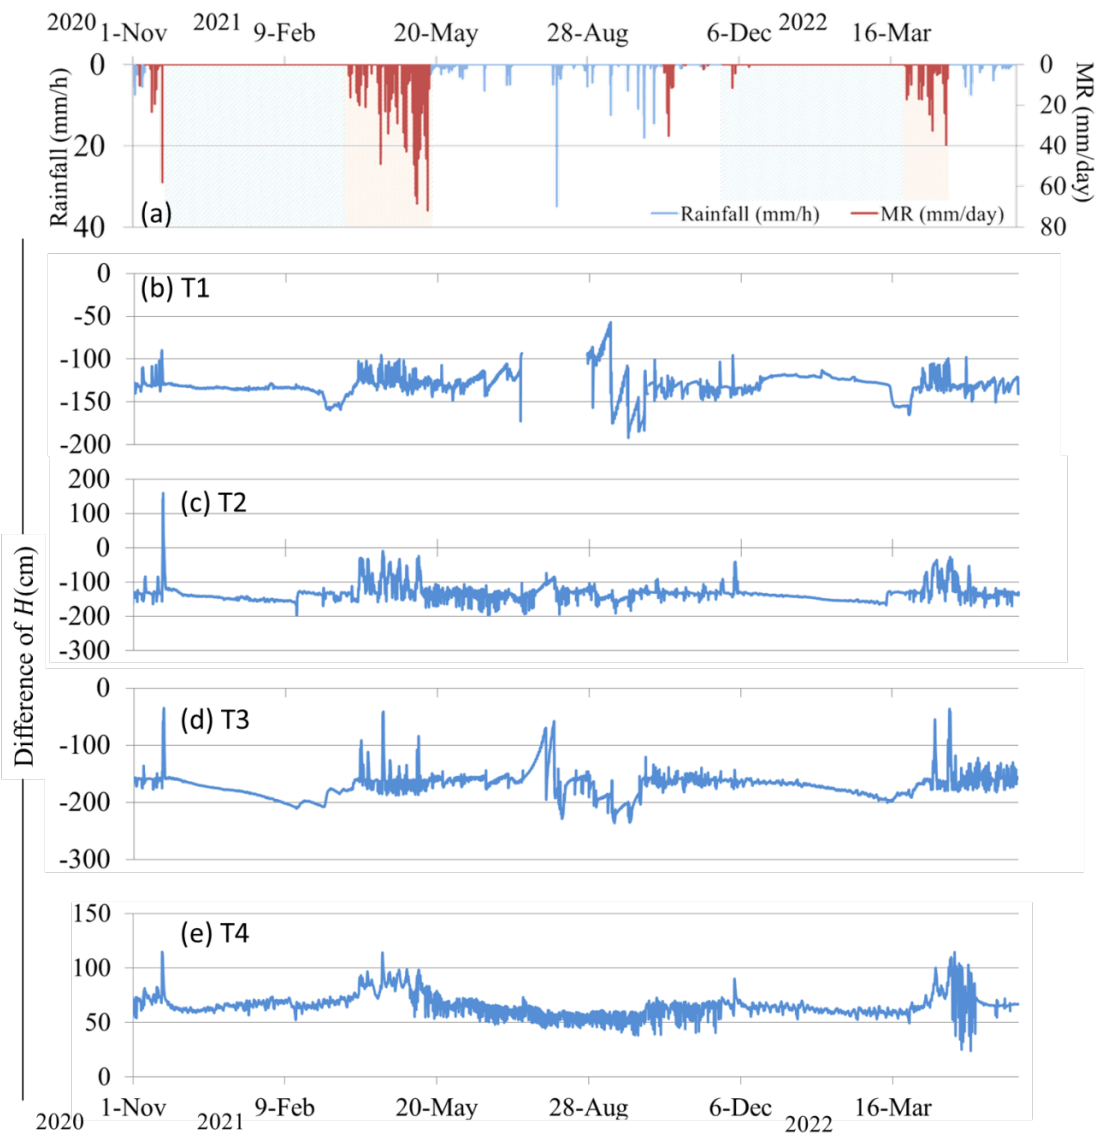 2020 2021 2022
1-Nov 9-Feb 20-May 28-Aug 6-Dec 16-Mar
Rainfall (mm/h)
0
20
40
MR (mm/day)
0
20
40
60
80
(a)
Rainfall (mm/h) MR (mm/day)
Difference of H(cm)
(b) T1
0
-50
-100
-150
-200
(c) T2
200
100
0
-100
-200
-300
(d) T3
0
-100
-200
-300
(e) T4
150
100
50
0
1-Nov 9-Feb 20-May 28-Aug 6-Dec 16-Mar
2020 2021 2022